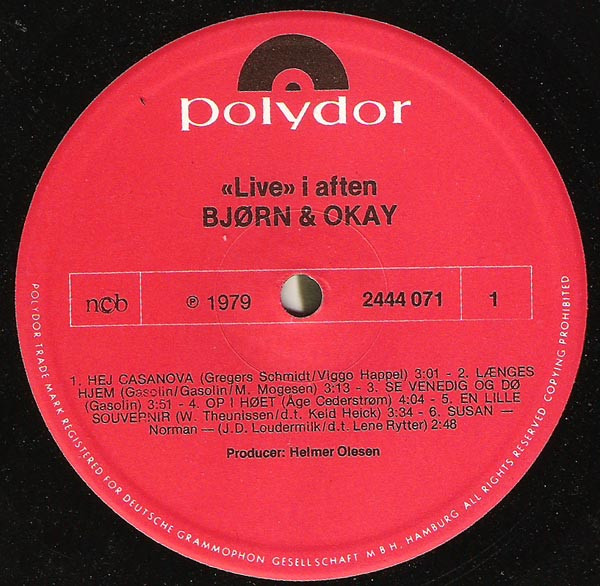 polydor
«Live» i aften
BJØRN & OKAY
ncb ℗ 1979 2444 071 1
1. HEJ CASANOVA (Gregers Schmidt/Viggo Happel) 3:01 - 2. LÆNGES
HJEM (Gasolin/Gasolin/M. Mogesen) 3:13 - 3. SE VENEDIG OG DØ
(Gasolin) 3:51 - 4. OP I HØET (Åge Cederstrøm) 4:04 - 5. EN LILLE
SOUVERNIR (W. Theunissen/d.t. Keld Heick) 3:34 - 6. SUSAN —
Norman — (J.D. Loudermilk/d.t. Lene Rytter) 2:48
Producer: Helmer Olesen
POLYDOR TRADE MARK REGISTERED FOR DEUTSCHE GRAMMOPHON GESELLSCHAFT M B H, HAMBURG ALL RIGHTS RESERVED COPYING PROHIBITED